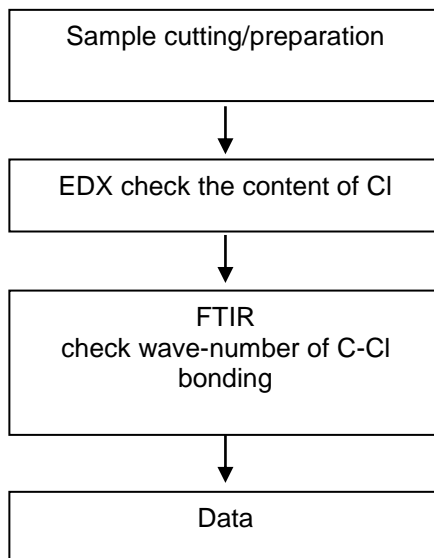 Sample cutting/preparation
EDX check the content of Cl
FTIR
check wave-number of C-Cl
bonding
Data